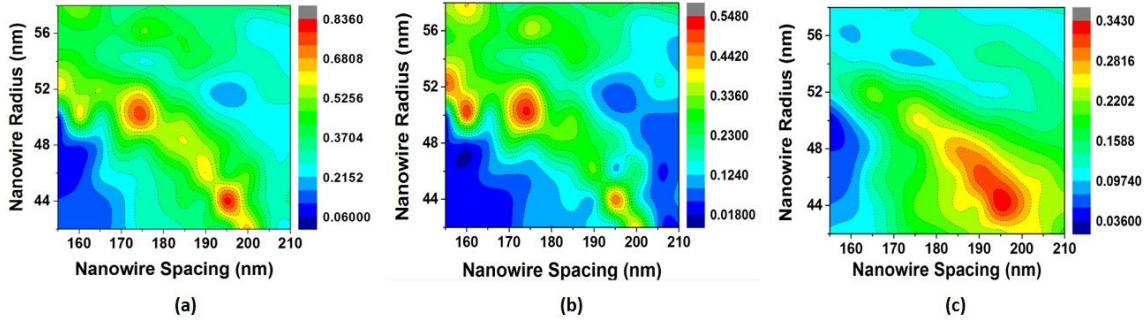 Nanowire Radius (nm)
56
52
48
44
160 170 180 190 200 210
Nanowire Spacing (nm)
0.8360
0.6808
0.5256
0.3704
0.2152
0.06000
(a)
Nanowire Radius (nm)
56
52
48
44
160 170 180 190 200 210
Nanowire Spacing (nm)
0.5480
0.4420
0.3360
0.2300
0.1240
0.01800
(b)
Nanowire Radius (nm)
56
52
48
44
160 170 180 190 200 210
Nanowire Spacing (nm)
0.3430
0.2816
0.2202
0.1588
0.09740
0.03600
(c)